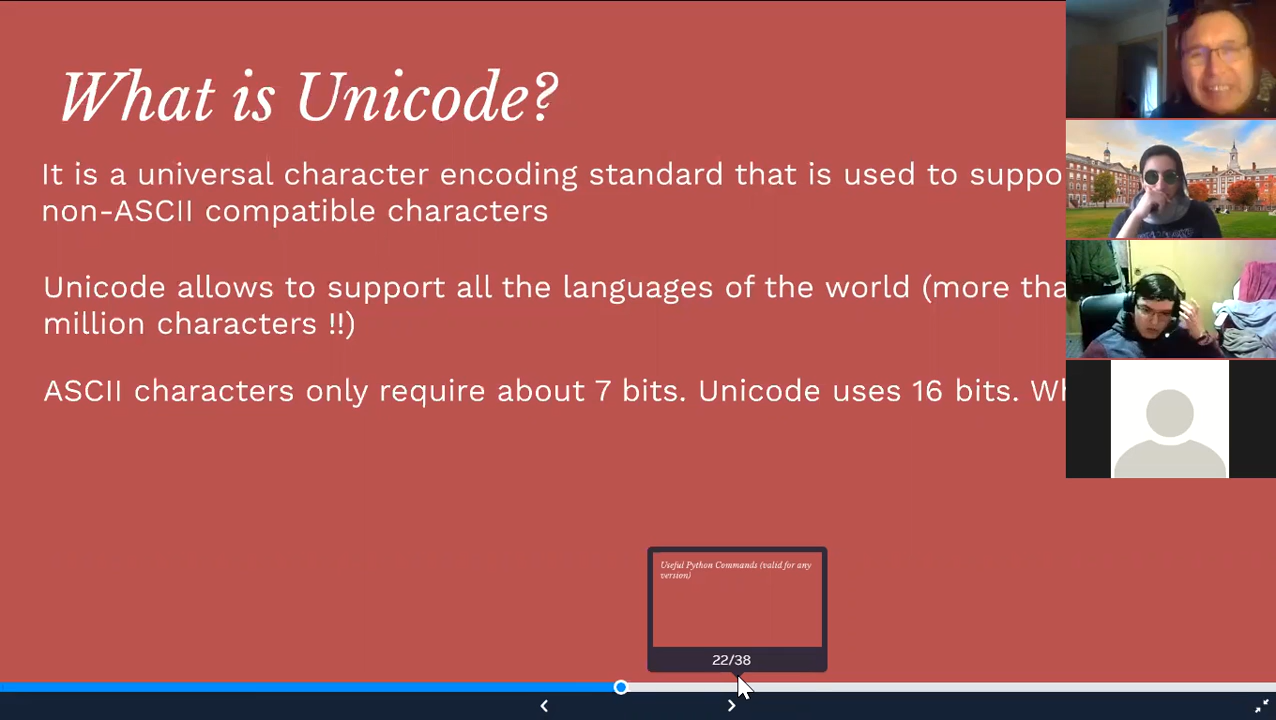 What is Unicode?
It is a universal character encoding standard that is used to suppo
non-ASCII compatible characters
Unicode allows to support all the languages of the world (more tha
million characters !!)
ASCII characters only require about 7 bits. Unicode uses 16 bits. Wh
Useful Python Commands (valid for any
version)
22/38